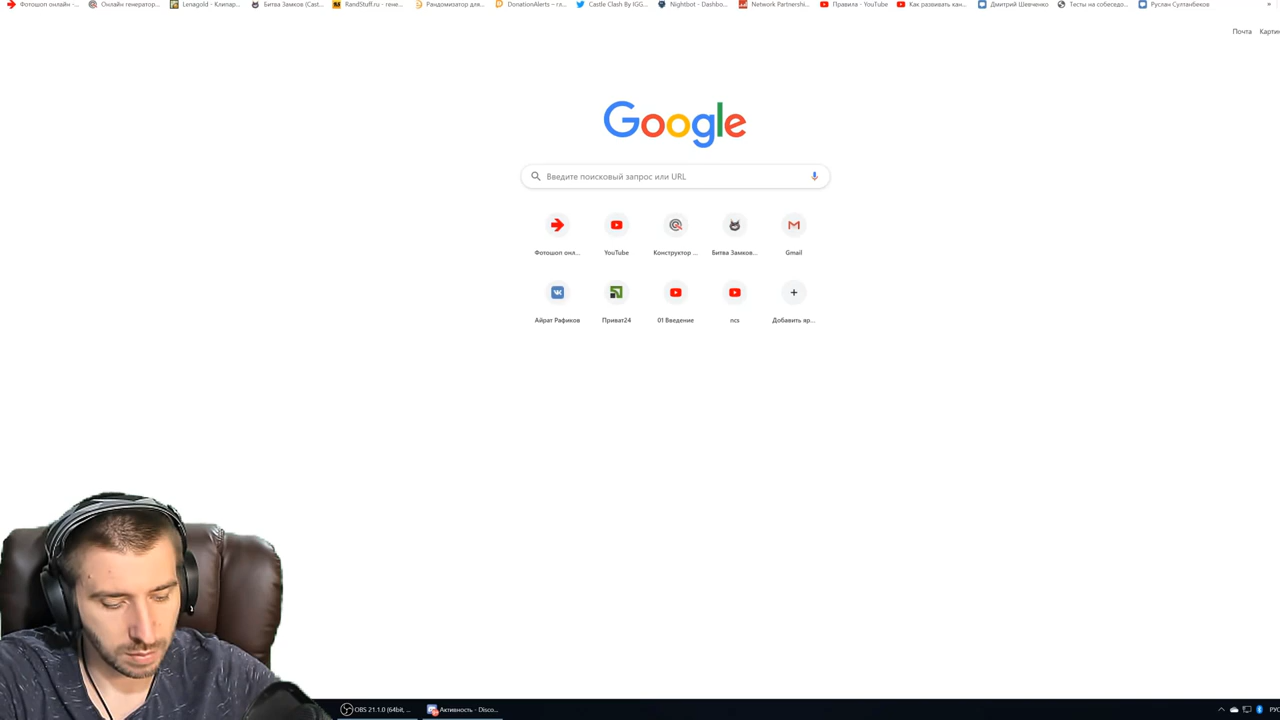 Фотошоп онлайн -... Онлайн генератор... Lenagold - Клипар... Битва Замков (Cast... RandStuff.ru - гене... Рандомизатор для... DonationAlerts – гл... Castle Clash By IGG... Nightbot - Dashbo... Network Partnershi... Правила - YouTube Как развивать кан... Дмитрий Шевченко Тесты на собеседо... Руслан Султанбеков »
Почта Карти
Google
Введите поисковый запрос или URL
Фотошоп онл... YouTube Конструктор ... Битва Замков... Gmail
Айрат Рафиков Приват24 01 Введение ncs Добавить яр...
OBS 21.1.0 (64bit, ... Активность - Disco... РУС